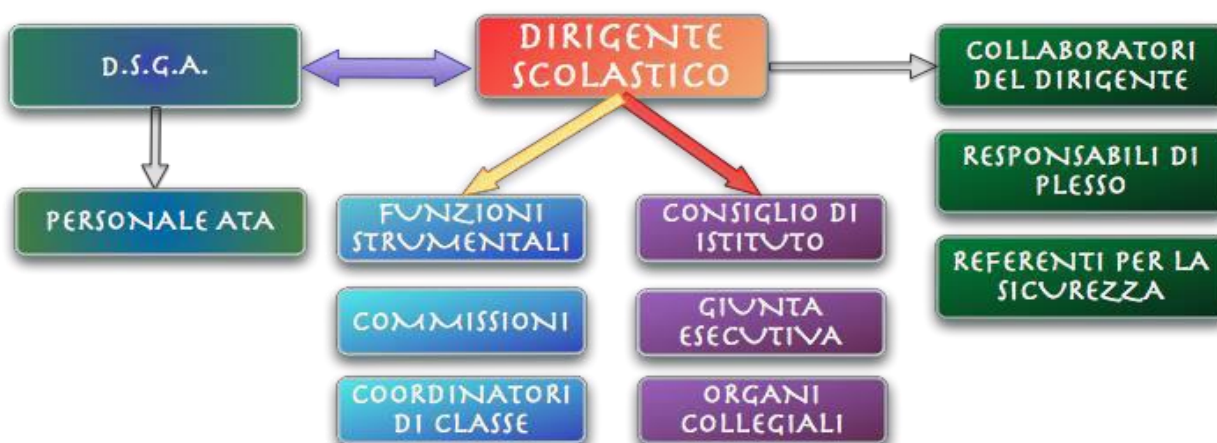 D.S.G.A.
DIRIGENTE
SCOLASTICO
COLLABORATORI
DEL DIRIGENTE
RESPONSABILI DI
PLESSO
PERSONALE ATA
FUNZIONI
STRUMENTALI
CONSIGLIO DI
ISTITUTO
REFERENTI PER LA
SICUREZZA
COMMISSIONI
GIUNTA
ESECUTIVA
COORDINATORI
DI CLASSE
ORGANI
COLLEGIALI